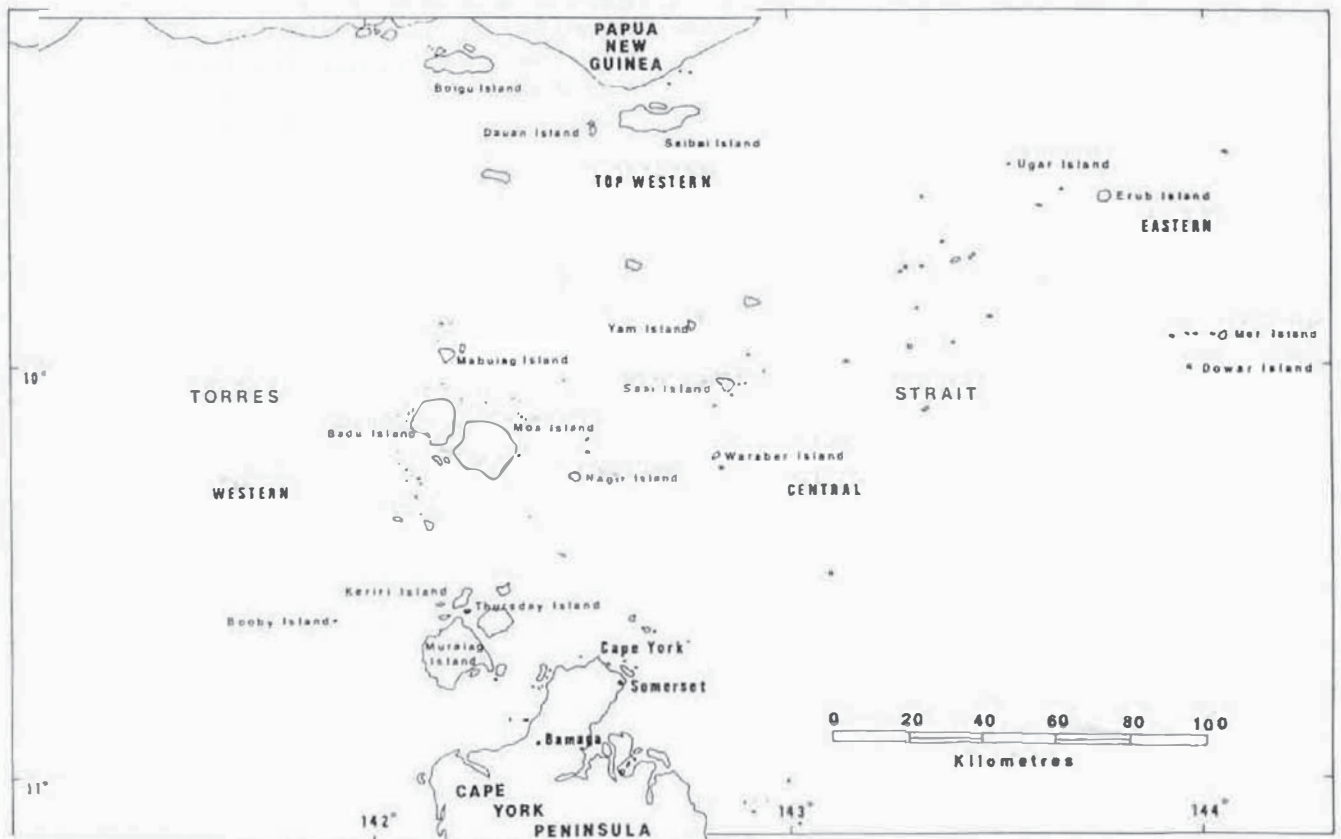 PAPUA
NEW
GUINEA
Boigu Island
Dauan Island
Saibai Island
TOP WESTERN
Ugar Island
Erub Island
EASTERN
Yam Island
Mer Island
Mabuiag Island
10°
Dowar Island
Sasi Island
TORRES
STRAIT
Badu Island
Moa Island
Waraber Island
Nagir Island
WESTERN
CENTRAL
Keriri Island
Thursday Island
Booby Island
Muralag
Island
Cape York
Somerset
0 20 40 60 80 100
Kilometres
Bamaga
11°
CAPE
YORK
PENINSULA
142°
143°
144°